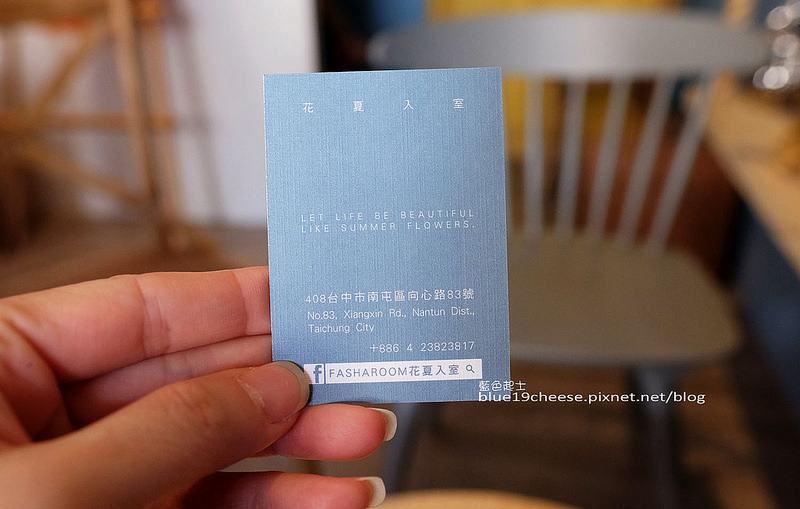 花夏入室
LET LIFE BE BEAUTIFUL
LIKE SUMMER FLOWERS.
408台中市南屯區向心路83號
No.83, Xiangxin Rd., Nantun Dist.,
Taichung City
+886 4 23823817
f FASHAROOM花夏入室
藍色起士
blue19cheese.pixnet.net/blog